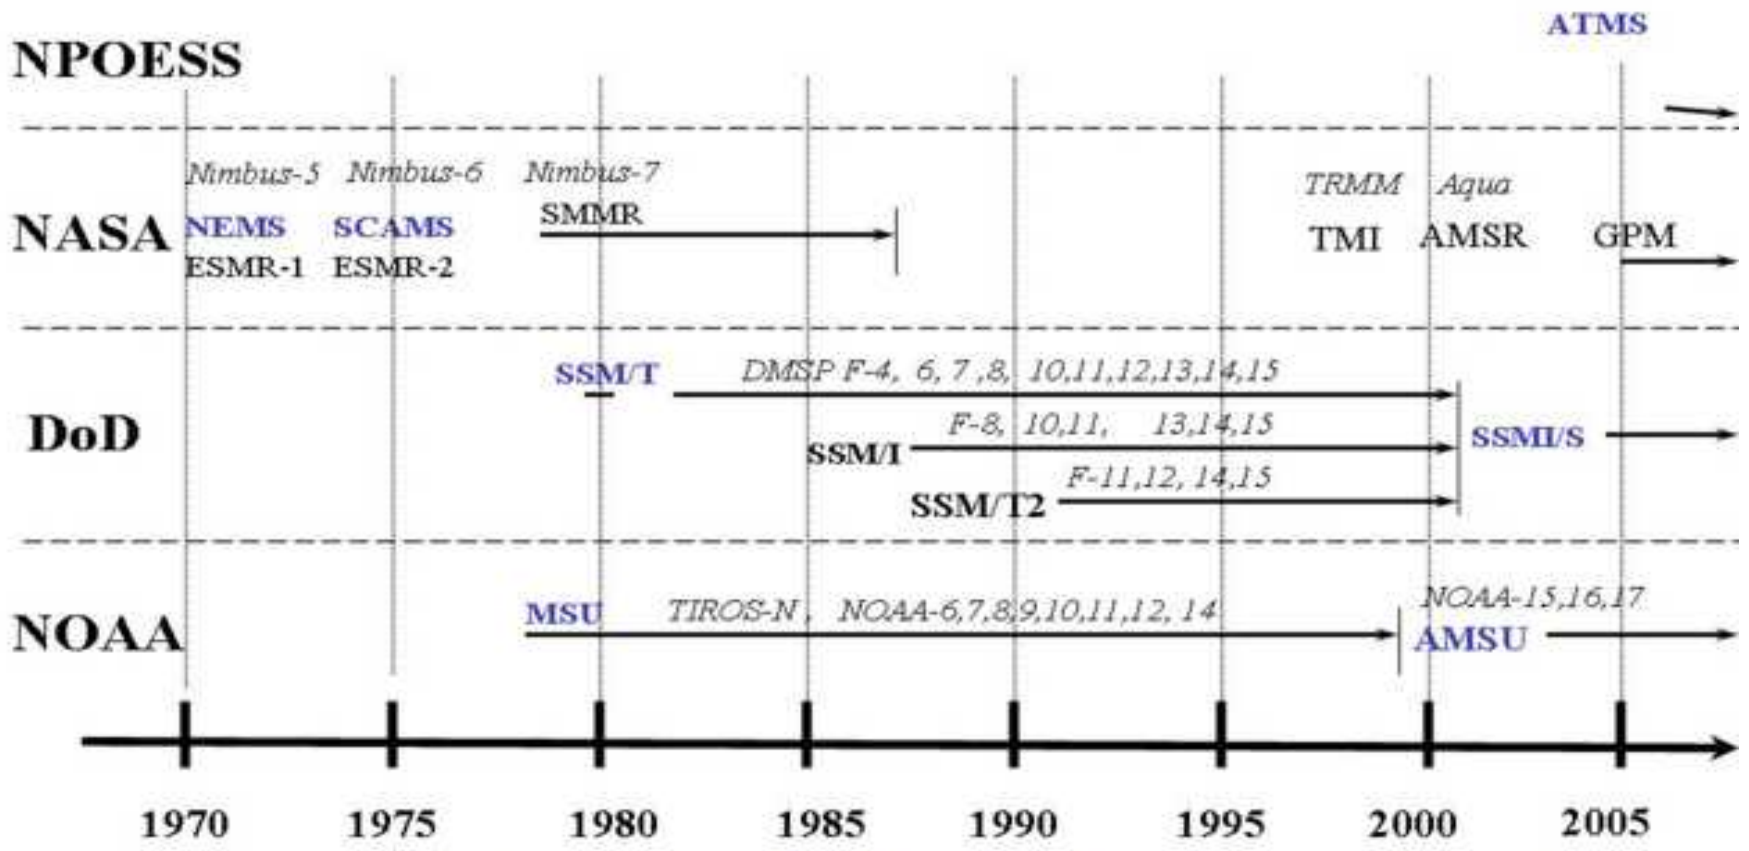 ATMS
NPOESS
Nimbus-5 Nimbus-6 Nimbus-7 TRMM Aqua
NASA NEMS SCAMS SMMR TMI AMSR GPM
ESMR-1 ESMR-2
SSM/T DMSP F-4, 6, 7 ,8, 10,11,12,13,14,15
DoD F-8, 10,11, 13,14,15 SSMI/S
SSM/I
F-11,12, 14,15
SSM/T2
NOAA-15,16,17
NOAA MSU TIROS-N , NOAA-6,7,8,9,10,11,12, 14 AMSU
1970 1975 1980 1985 1990 1995 2000 2005